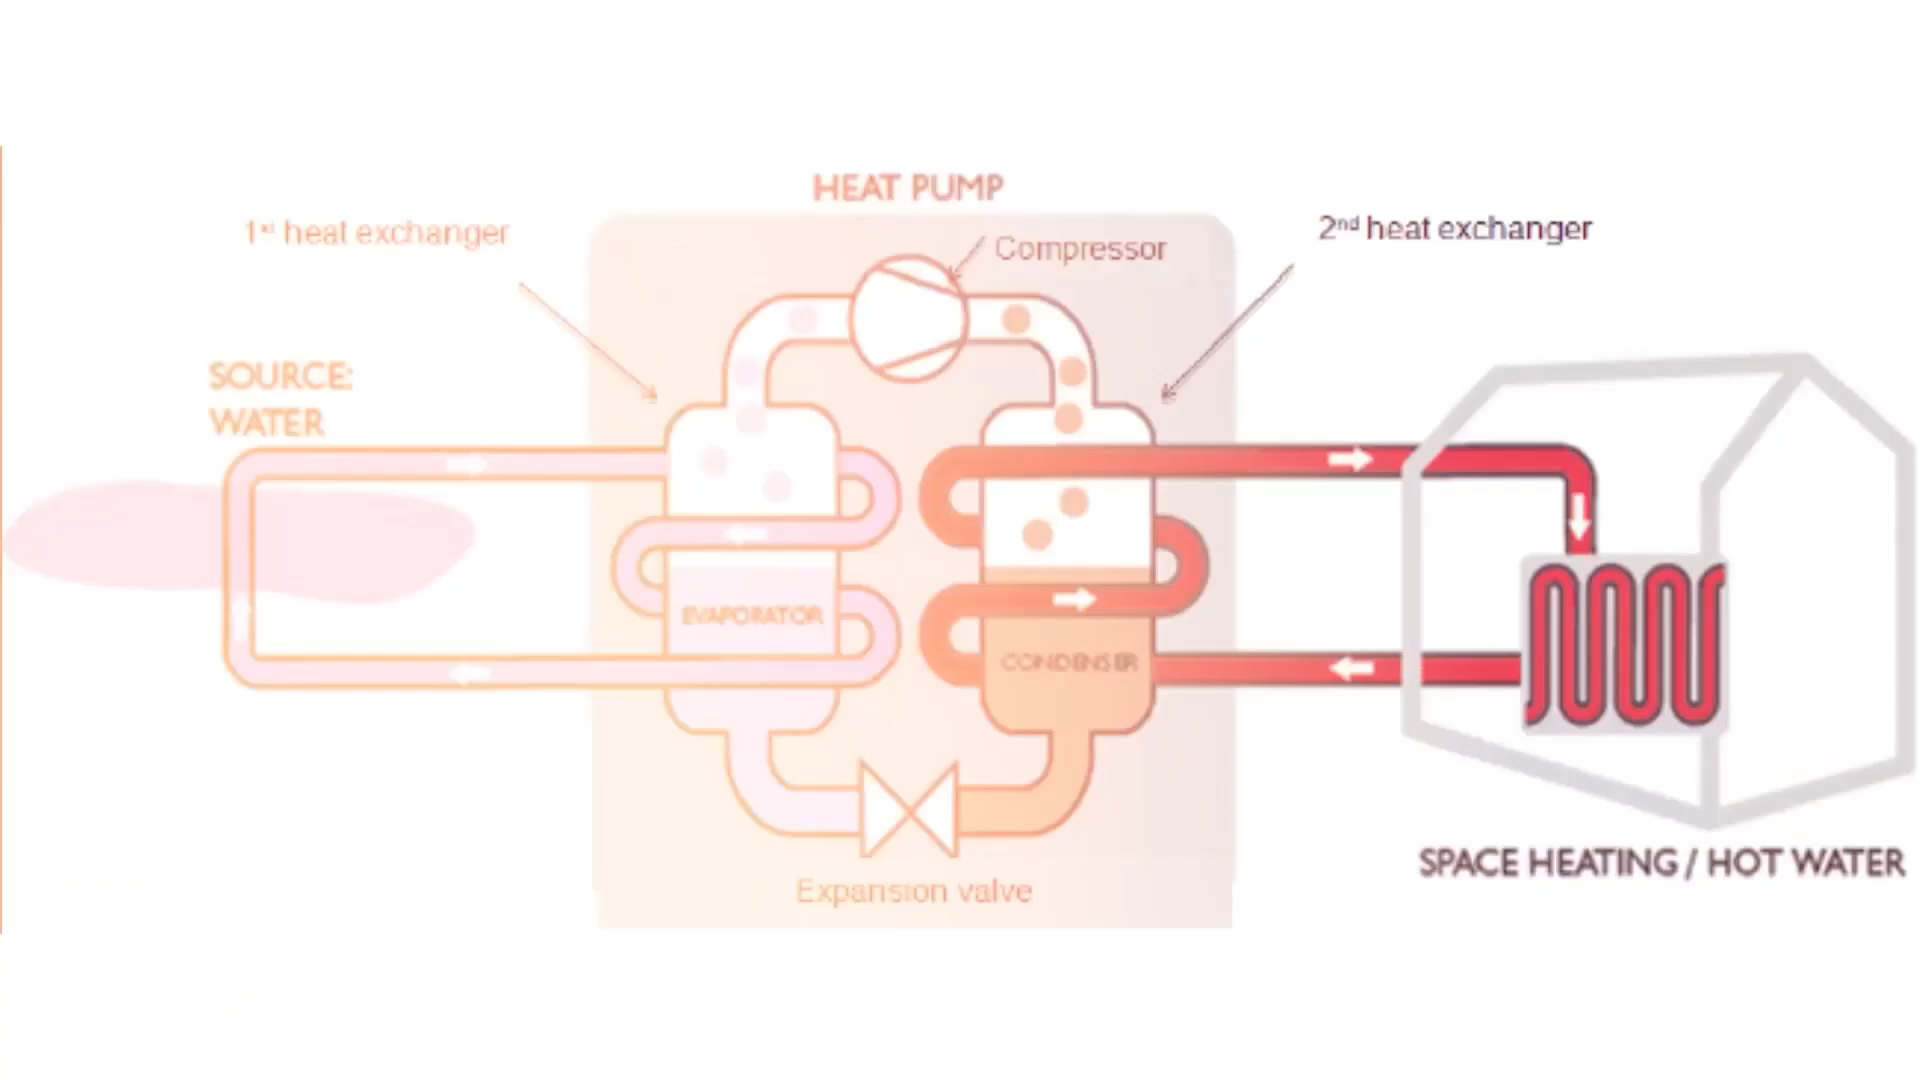 HEAT PUMP
1st heat exchanger
Compressor
2nd heat exchanger
SOURCE:
WATER
EVAPORATOR
CONDENSER
Expansion valve
SPACE HEATING / HOT WATER